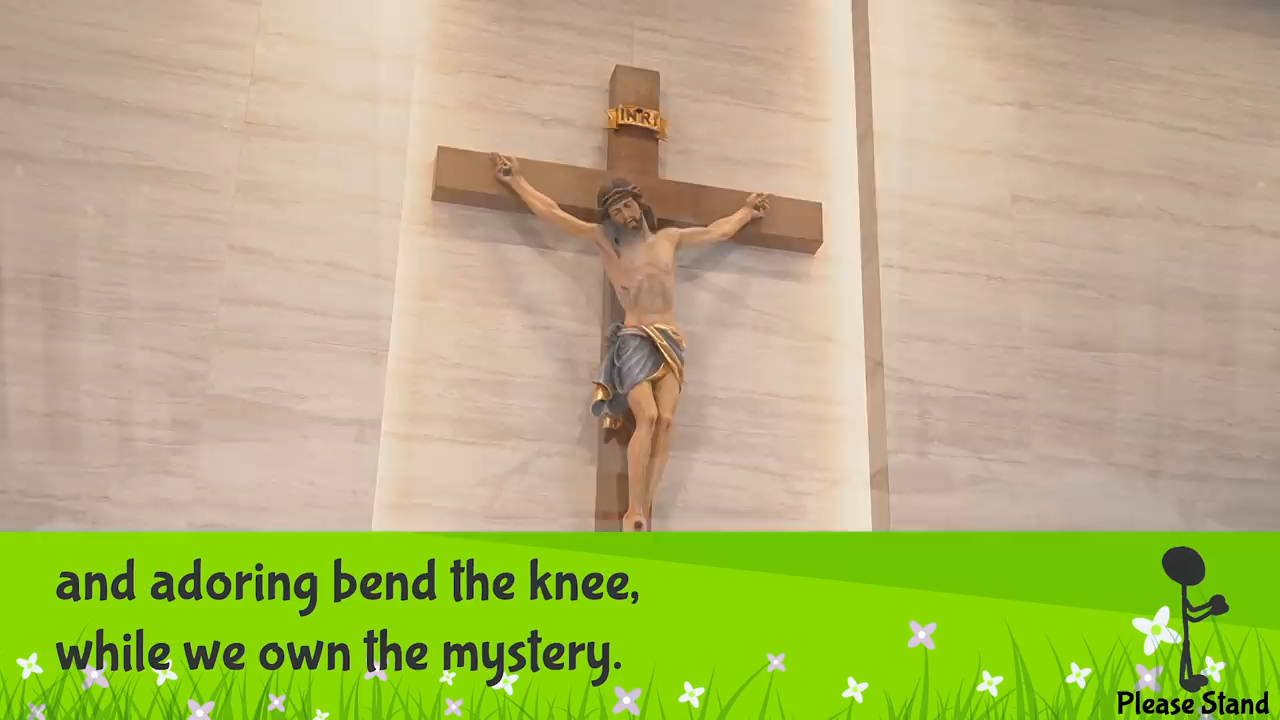 INRI
and adoring bend the knee,
while we own the mystery.
Please Stand